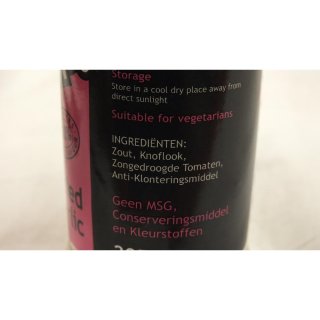 Storage
Store in a cool dry place away from
direct sunlight
Suitable for vegetarians
INGREDIËNTEN:
Zout, Knoflook,
Zongedroogde Tomaten,
Anti-Klonteringsmiddel
Geen MSG,
Conserveringsmiddel
en Kleurstoffen